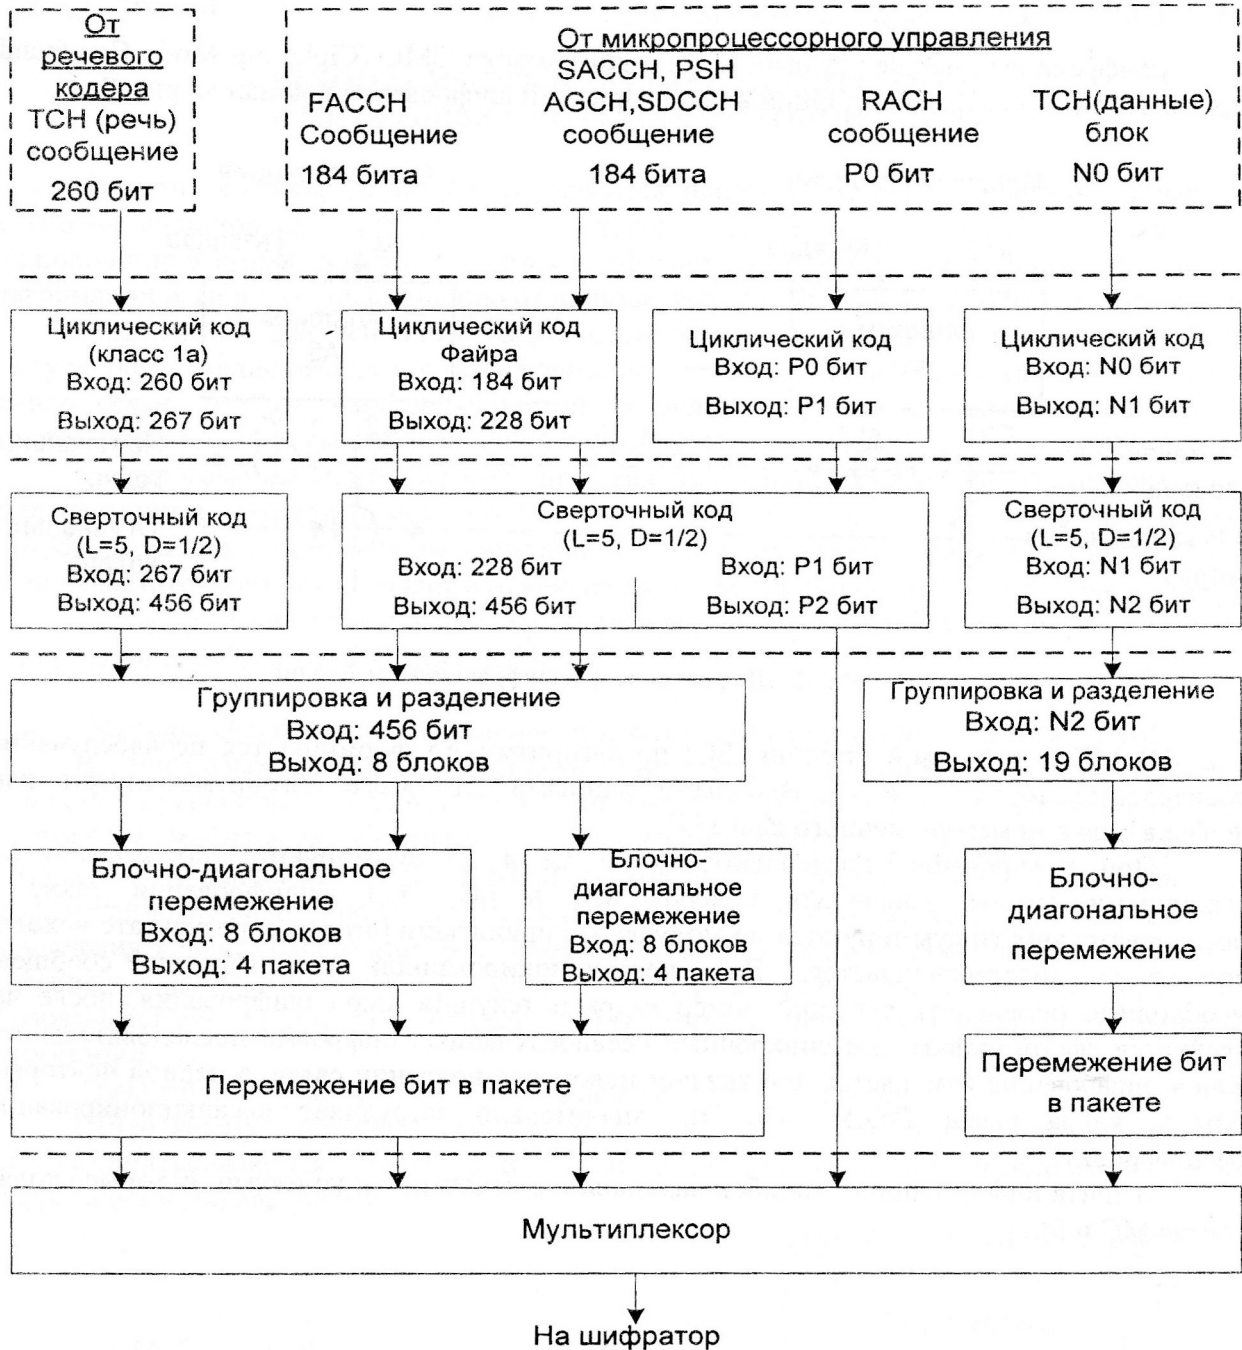 От
речевого
кодера
TCH (речь)
сообщение
260 бит
От микропроцессорного управления
FACCH
Сообщение
184 бита
SACCH, PSH
AGCH,SDCCH
сообщение
184 бита
RACH
сообщение
P0 бит
TCH(данные)
блок
N0 бит
Циклический код
(класс 1а)
Вход: 260 бит
Выход: 267 бит
Циклический код
Файра
Вход: 184 бит
Выход: 228 бит
Циклический код
Вход: P0 бит
Выход: P1 бит
Циклический код
Вход: N0 бит
Выход: N1 бит
Сверточный код
(L=5, D=1/2)
Вход: 267 бит
Выход: 456 бит
Сверточный код
(L=5, D=1/2)
Вход: 228 бит
Выход: 456 бит
Вход: P1 бит
Выход: P2 бит
Сверточный код
(L=5, D=1/2)
Вход: N1 бит
Выход: N2 бит
Группировка и разделение
Вход: 456 бит
Выход: 8 блоков
Группировка и разделение
Вход: N2 бит
Выход: 19 блоков
Блочно-диагональное
перемежение
Вход: 8 блоков
Выход: 4 пакета
Блочно-
диагональное
перемежение
Вход: 8 блоков
Выход: 4 пакета
Блочно-
диагональное
перемежение
Перемежение бит в пакете
Перемежение бит
в пакете
Мультиплексор
На шифратор